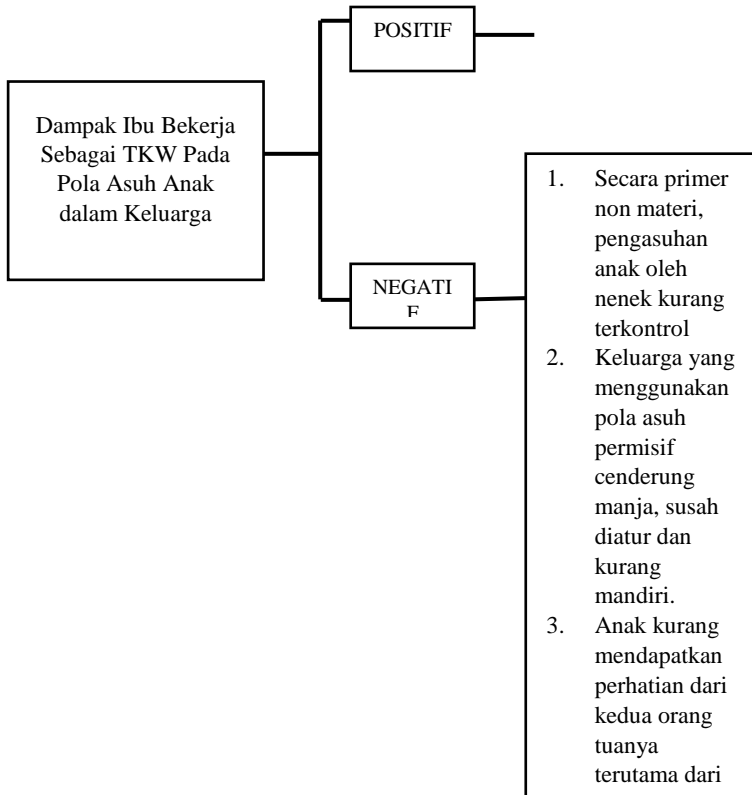 POSITIF
Dampak Ibu Bekerja
Sebagai TKW Pada
Pola Asuh Anak
dalam Keluarga
NEGATI
F
1. Secara primer
non materi,
pengasuhan
anak oleh
nenek kurang
terkontrol
2. Keluarga yang
menggunakan
pola asuh
permisif
cenderung
manja, susah
diatur dan
kurang
mandiri.
3. Anak kurang
mendapatkan
perhatian dari
kedua orang
tuanya
terutama dari